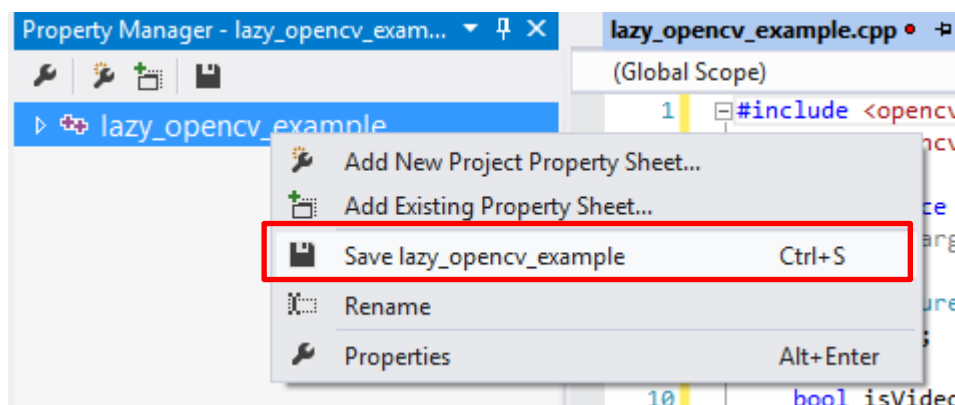 Property Manager - lazy_opencv_exam...
lazy_opencv_example.cpp
(Global Scope)
lazy_opencv_example
1 #include <opencv
Add New Project Property Sheet...
Add Existing Property Sheet...
Save lazy_opencv_example Ctrl+S
Rename
Properties Alt+Enter
10 bool isVideo